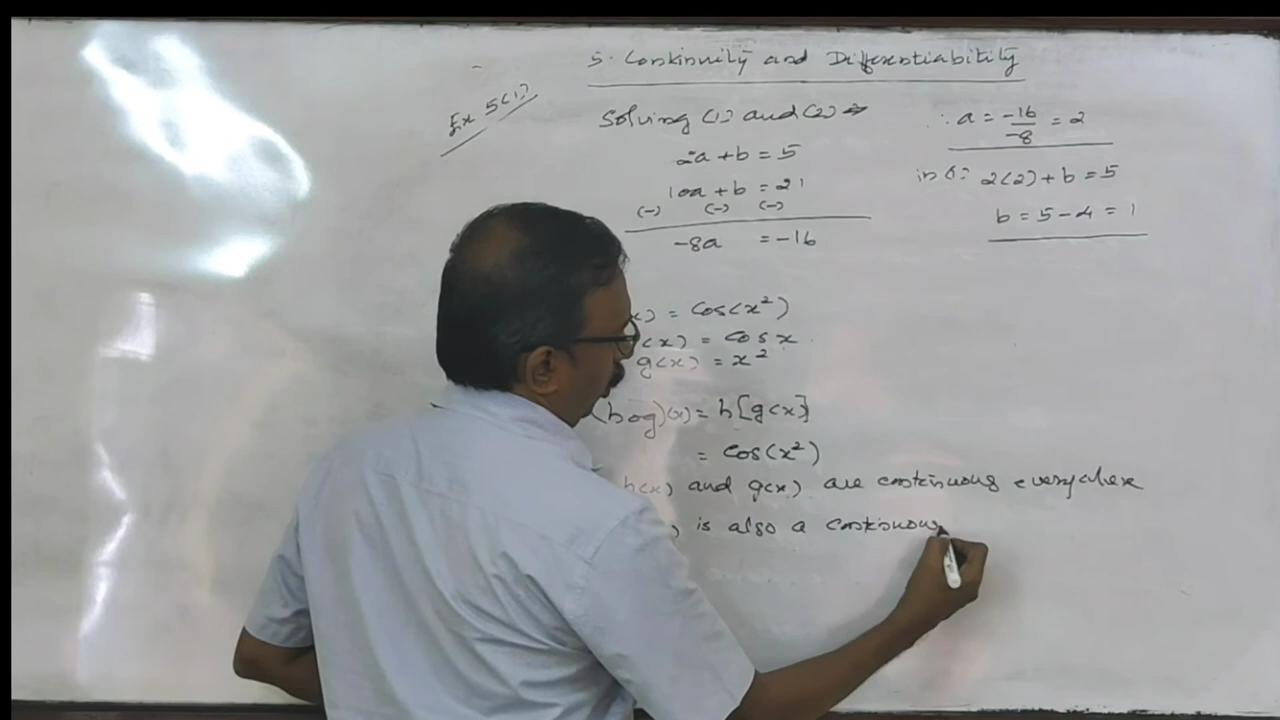 5. Continuity and Differentiability
Ex 5(1)
Solving (1) and (2) ⇒
2a + b = 5
10a + b = 21
(-) (-) (-)
-8a = -16
∴ a = -16/-8 = 2
2(2) + b = 5
b = 5 - 4 = 1
x) = Cos(x²)
(x) = cos x
g(x) = x²
(hog)(x) = h[g(x)]
= Cos(x²)
h(x) and g(x) are continuous everywhere
) is also a continuous